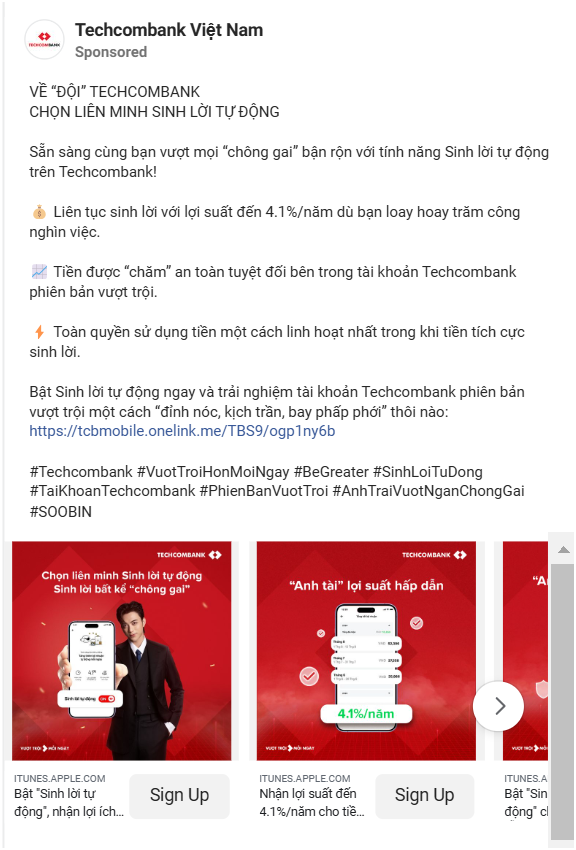 Techcombank Việt Nam
Sponsored
VỀ “ĐỘI” TECHCOMBANK
CHỌN LIÊN MINH SINH LỜI TỰ ĐỘNG
Sẵn sàng cùng bạn vượt mọi “chông gai” bận rộn với tính năng Sinh lời tự động
trên Techcombank!
💰 Liên tục sinh lời với lợi suất đến 4.1%/năm dù bạn loay hoay trăm công
nghìn việc.
📈 Tiền được “chăm” an toàn tuyệt đối bên trong tài khoản Techcombank
phiên bản vượt trội.
⚡ Toàn quyền sử dụng tiền một cách linh hoạt nhất trong khi tiền tích cực
sinh lời.
Bật Sinh lời tự động ngay và trải nghiệm tài khoản Techcombank phiên bản
vượt trội một cách “đỉnh nóc, kịch trần, bay phấp phới” thôi nào:
https://tcbmobile.onelink.me/TBS9/ogp1ny6b
#Techcombank #VuotTroiHonMoiNgay #BeGreater #SinhLoiTuDong
#TaiKhoanTechcombank #PhienBanVuotTroi #AnhTraiVuotNganChongGai
#SOOBIN
TECHCOMBANK
Chọn liên minh Sinh lời tự động
Sinh lời bất kể “chông gai”
Sinh lời tự động
VƯỢT TRỘI MỖI NGÀY
ITUNES.APPLE.COM
Bật "Sinh lời tự
động", nhận lợi ích...
Sign Up
TECHCOMBANK
“Anh tài” lợi suất hấp dẫn
4.1%/năm
VƯỢT TRỘI MỖI NGÀY
ITUNES.APPLE.COM
Nhận lợi suất đến
4.1%/năm cho tiề...
Sign Up
“A
VƯỢT TRỘI
ITUNES.A
Bật "Sin
động" c